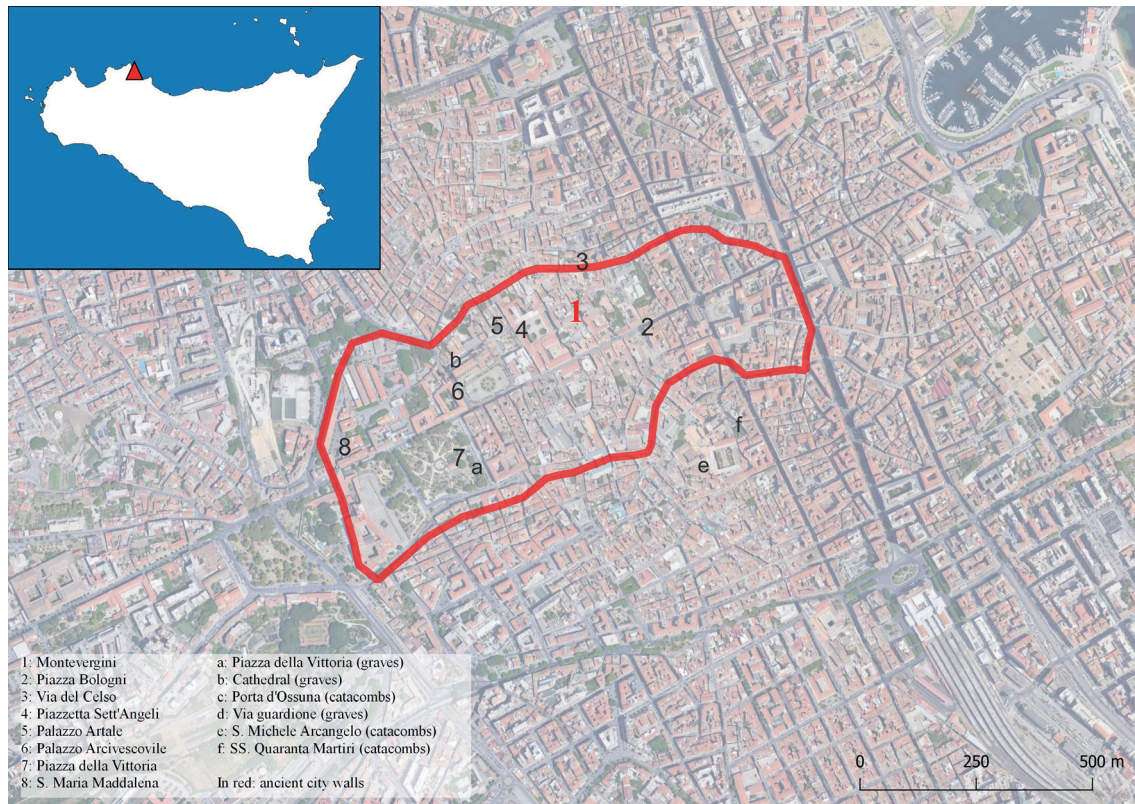 3
1
5
4
2
b
6
f
8
7
a
e
1: Montevergini
2: Piazza Bologni
3: Via del Celso
4: Piazzetta Sett'Angeli
5: Palazzo Artale
6: Palazzo Arcivescovile
7: Piazza della Vittoria
8: S. Maria Maddalena
a: Piazza della Vittoria (graves)
b: Cathedral (graves)
c: Porta d'Ossuna (catacombs)
d: Via guardione (graves)
e: S. Michele Arcangelo (catacombs)
f: SS. Quaranta Martiri (catacombs)
In red: ancient city walls
0 250 500 m